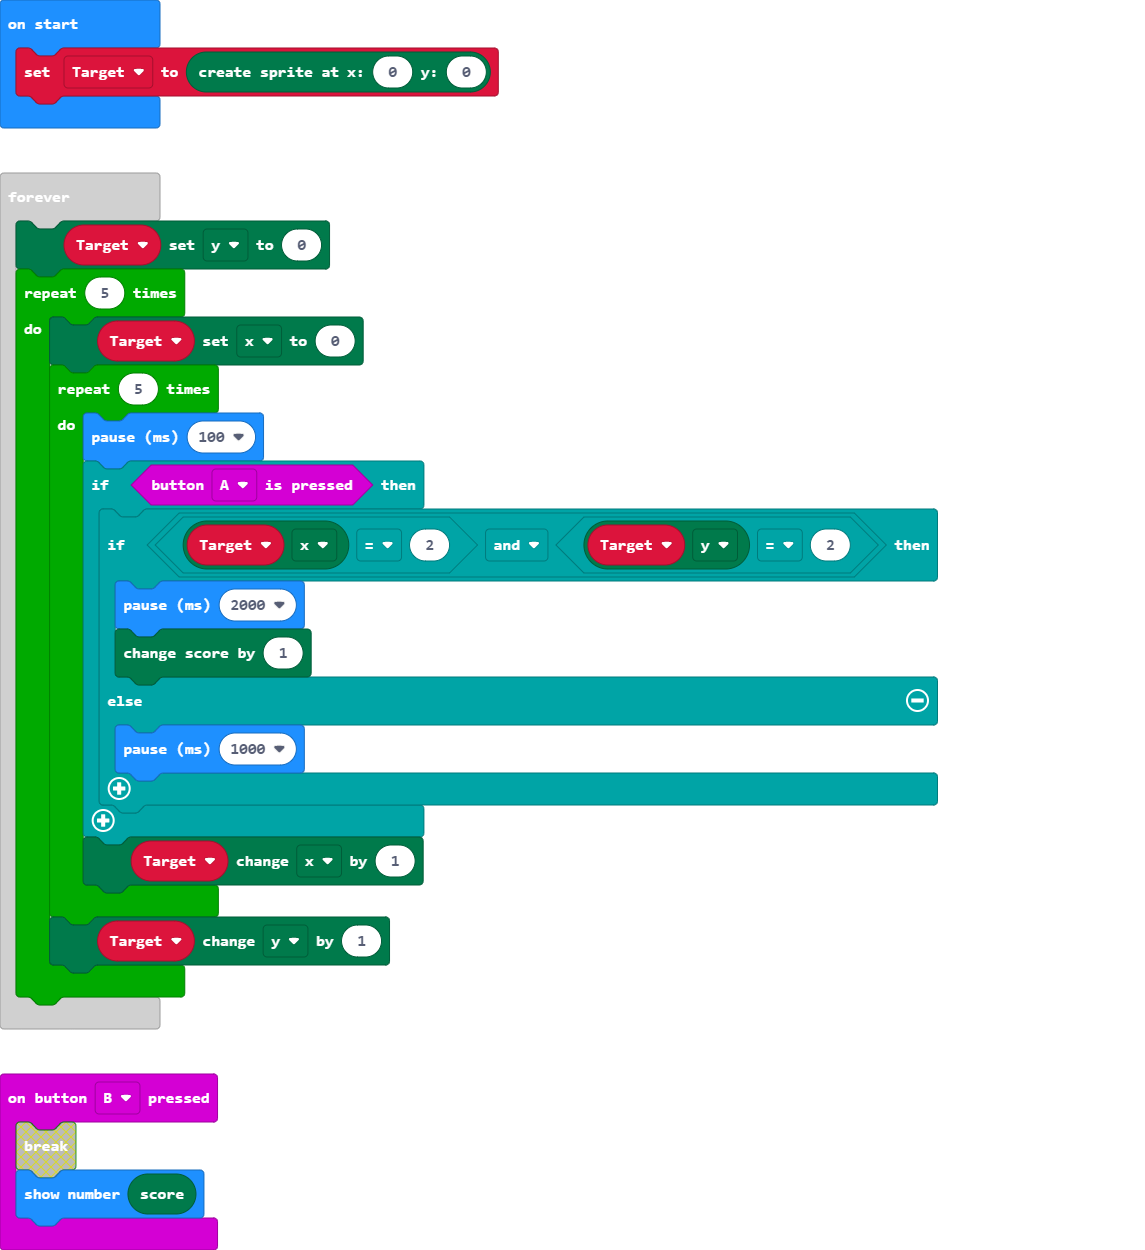 on start
set Target to create sprite at x: 0 y: 0
forever
Target set y to 0
repeat 5 times
do
Target set x to 0
repeat 5 times
do
pause (ms) 100
if button A is pressed then
if Target x = 2 and Target y = 2 then
pause (ms) 2000
change score by 1
else
pause (ms) 1000
Target change x by 1
Target change y by 1
on button B pressed
break
show number score